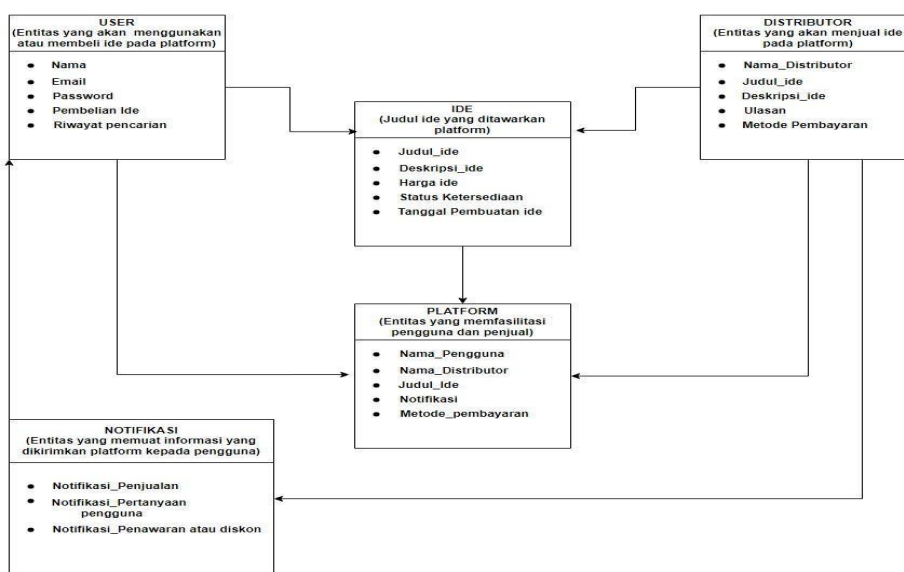 USER
(Entitas yang akan menggunakan
atau membeli ide pada platform)
Nama
Email
Password
Pembelian Ide
Riwayat pencarian
DISTRIBUTOR
(Entitas yang akan menjual ide
pada platform)
Nama_Distributor
Judul_ide
Deskripsi_ide
Ulasan
Metode Pembayaran
IDE
(Judul ide yang ditawarkan
platform)
Judul_ide
Deskripsi_ide
Harga ide
Status Ketersediaan
Tanggal Pembuatan ide
PLATFORM
(Entitas yang memfasilitasi
pengguna dan penjual)
Nama_Pengguna
Nama_Distributor
Judul_Ide
Notifikasi
Metode_pembayaran
NOTIFIKASI
(Entitas yang memuat informasi yang
dikirimkan platform kepada pengguna)
Notifikasi_Penjualan
Notifikasi_Pertanyaan
pengguna
Notifikasi_Penawaran atau diskon